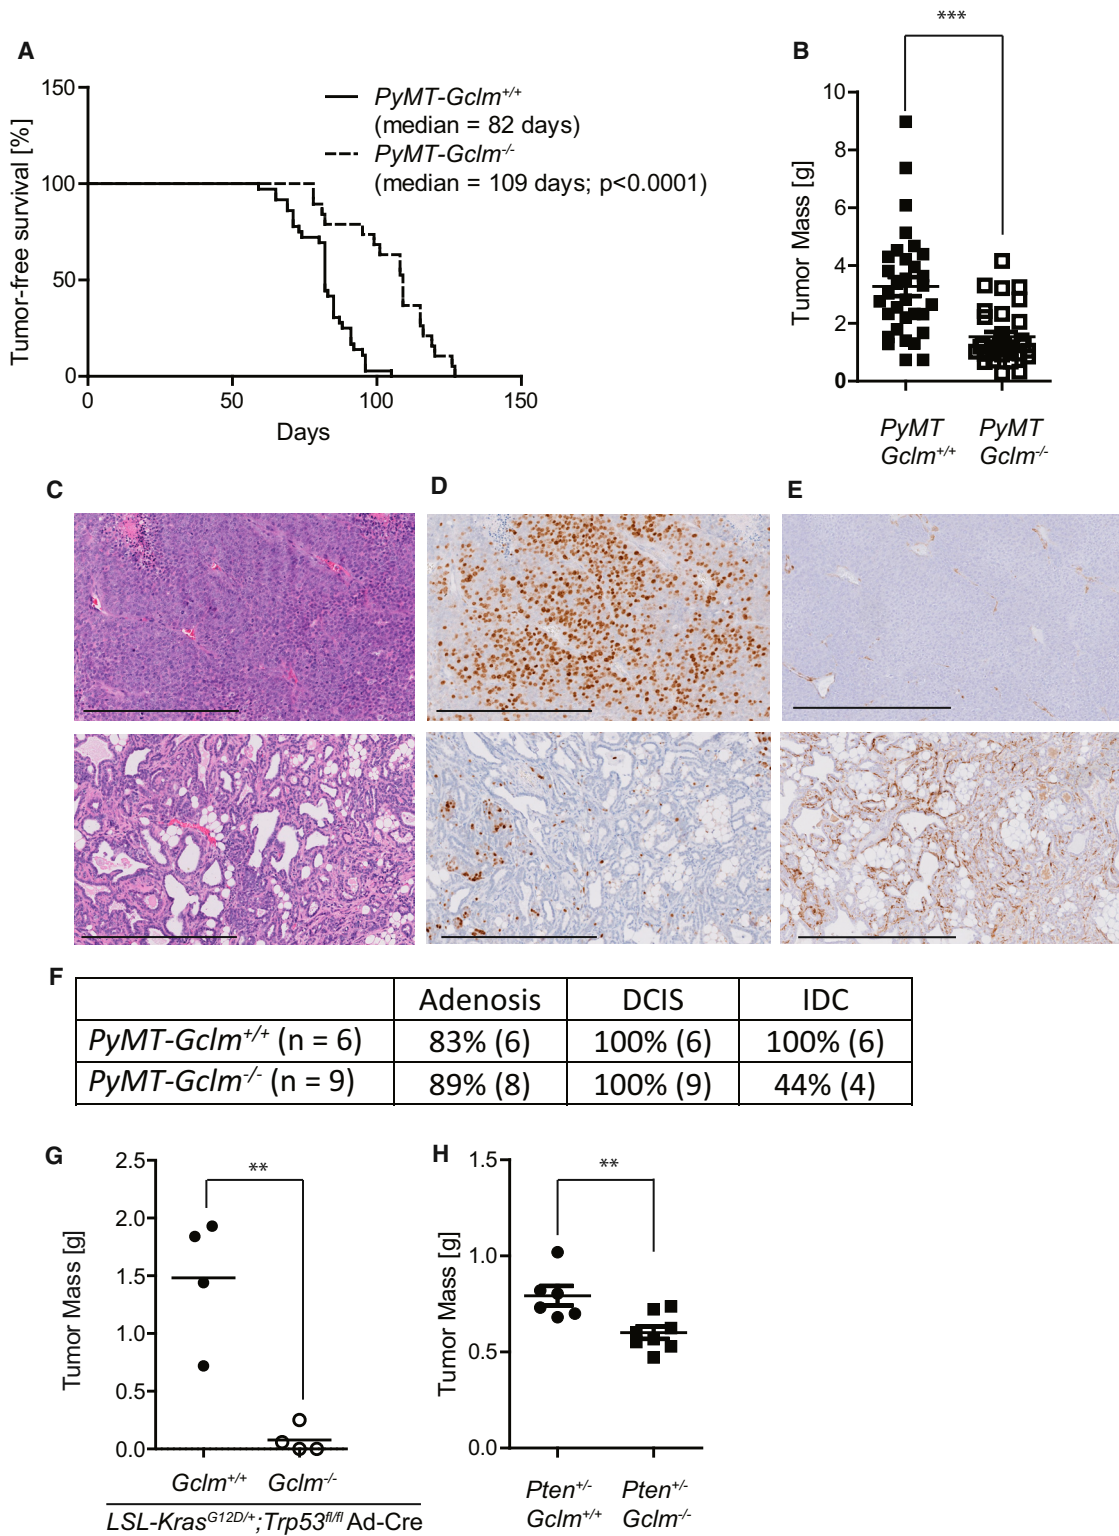 A
150
100
50
0
Tumor-free survival [%]
0 50 100 150
Days
PyMT-Gclm+/+
(median = 82 days)
PyMT-Gclm-/-
(median = 109 days; p<0.0001)
B
***
10
8
6
4
2
0
Tumor Mass [g]
PyMT PyMT
Gclm+/+ Gclm-/-
C
D
E
F
Adenosis DCIS IDC
PyMT-Gclm+/+ (n = 6) 83% (6) 100% (6) 100% (6)
PyMT-Gclm-/- (n = 9) 89% (8) 100% (9) 44% (4)
G
**
2.5
2.0
1.5
1.0
0.5
0.0
Tumor Mass [g]
Gclm+/+ Gclm-/-
LSL-KrasG12D/+;Trp53fl/fl Ad-Cre
H
**
1.5
1.0
0.5
0.0
Tumor Mass [g]
Pten+/- Pten+/-
Gclm+/+ Gclm-/-